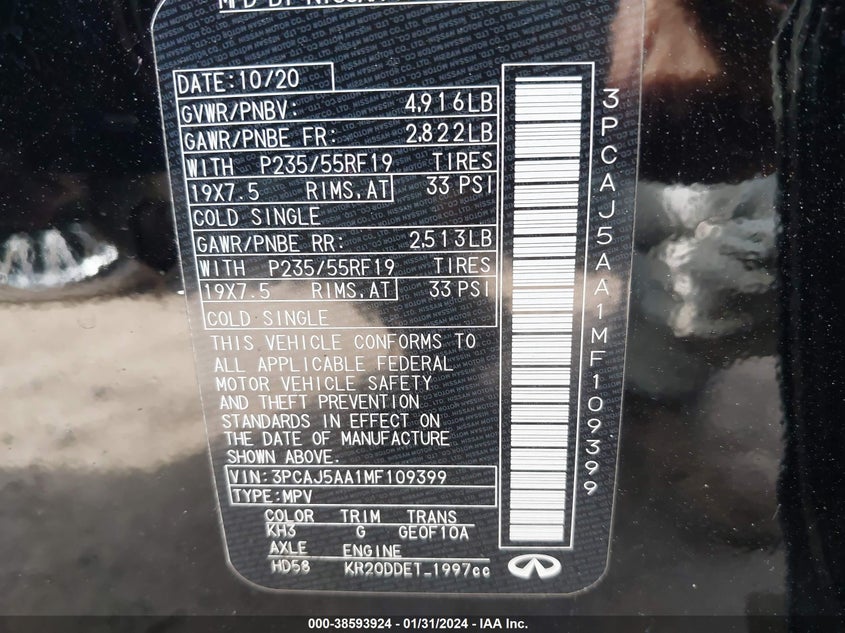 MFD BY NISSAN
DATE:10/20
GVWR/PNBV: 4,916LB
GAWR/PNBE FR: 2,822LB
WITH P235/55RF19 TIRES
19X7.5 RIMS,AT 33 PSI
COLD SINGLE
GAWR/PNBE RR: 2,513LB
WITH P235/55RF19 TIRES
19X7.5 RIMS,AT 33 PSI
COLD SINGLE
THIS VEHICLE CONFORMS TO
ALL APPLICABLE FEDERAL
MOTOR VEHICLE SAFETY
AND THEFT PREVENTION
STANDARDS IN EFFECT ON
THE DATE OF MANUFACTURE
SHOWN ABOVE.
VIN:3PCAJ5AA1MF109399
TYPE:MPV
COLOR TRIM TRANS
KH3 G GE0F10A
AXLE ENGINE
HD58 KR20DDET_1997cc
3PCAJ5AA1MF109399
000-38593924 - 01/31/2024 - IAA Inc.